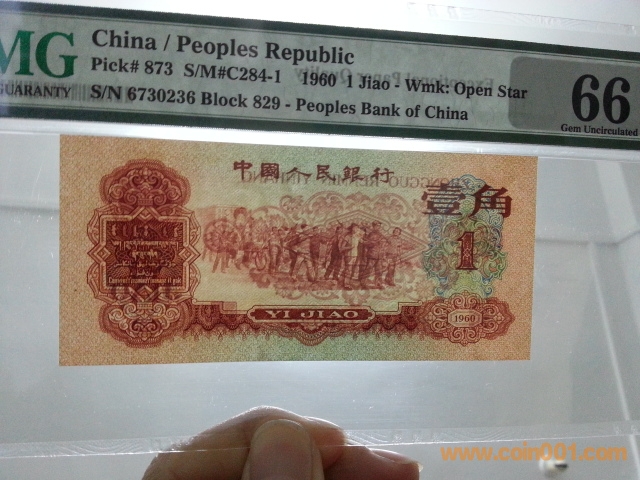 MG
GUARANTY
China / Peoples Republic
Pick# 873 S/M#C284-1 1960 1 Jiao - Wmk: Open Star
S/N 6730236 Block 829 - Peoples Bank of China
66
Gem Uncirculated
中國人民銀行
壹角
1
YI JIAO
1960
www.coin001.com